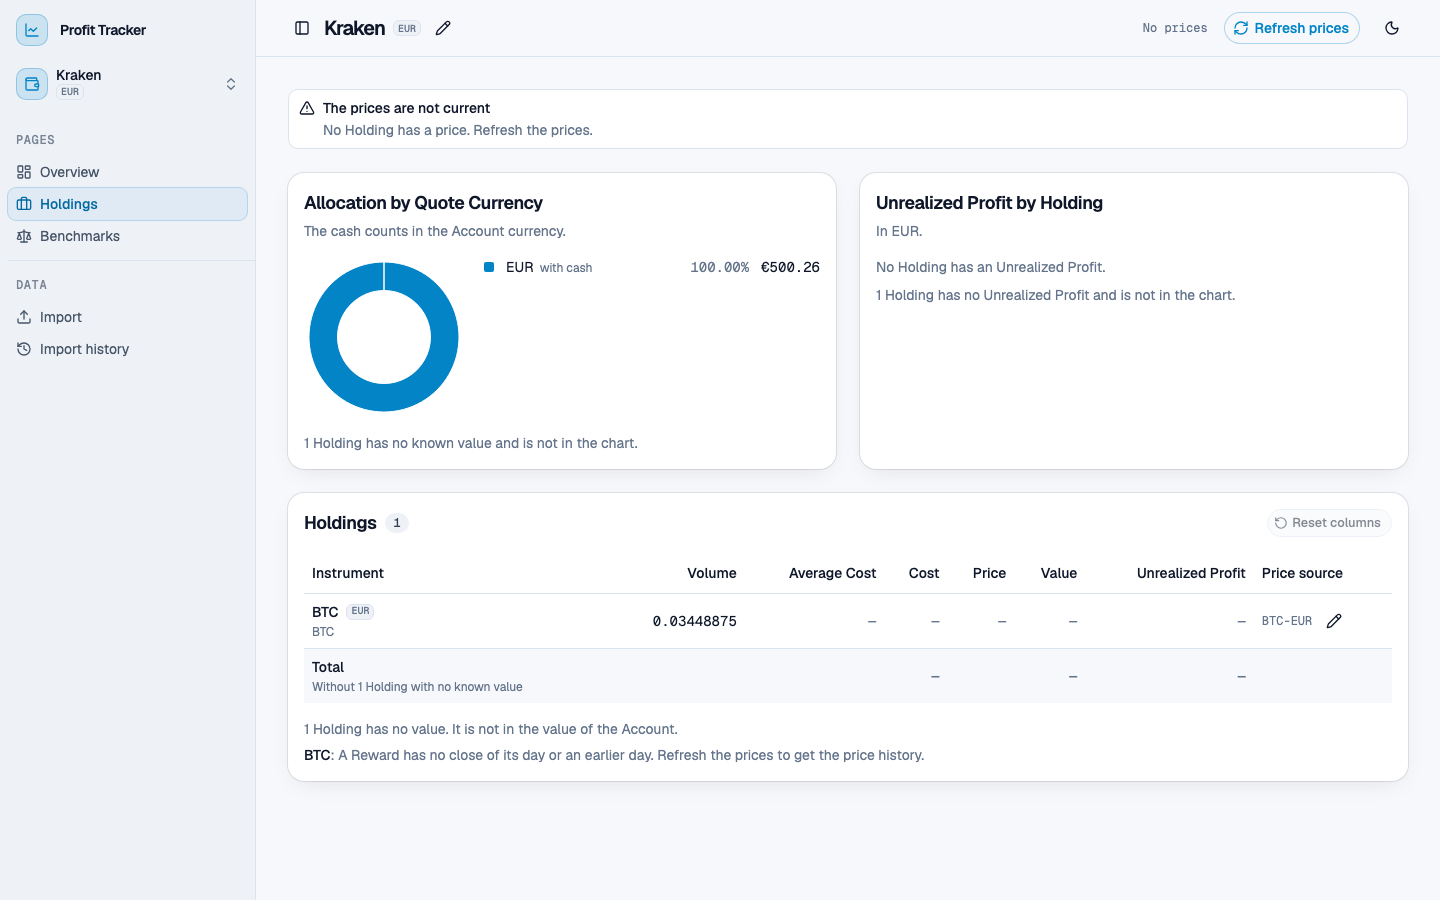 Profit Tracker
Kraken
EUR
PAGES
Overview
Holdings
Benchmarks
DATA
Import
Import history
Kraken EUR
No prices
Refresh prices
The prices are not current
No Holding has a price. Refresh the prices.
Allocation by Quote Currency
The cash counts in the Account currency.
EUR with cash 100.00% €500.26
1 Holding has no known value and is not in the chart.
Unrealized Profit by Holding
In EUR.
No Holding has an Unrealized Profit.
1 Holding has no Unrealized Profit and is not in the chart.
Holdings 1
Reset columns
Instrument Volume Average Cost Cost Price Value Unrealized Profit Price source
BTC EUR 0.03448875 – – – – – BTC-EUR
BTC
Total – – –
Without 1 Holding with no known value
1 Holding has no value. It is not in the value of the Account.
BTC: A Reward has no close of its day or an earlier day. Refresh the prices to get the price history.